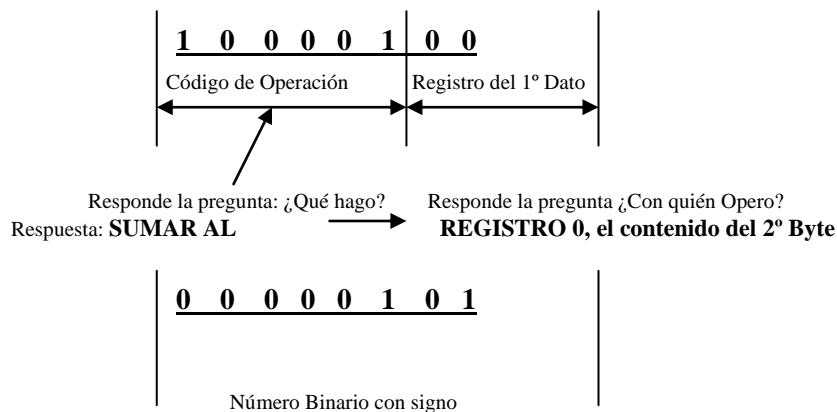 1 0 0 0 0 1 0 0
Código de Operación Registro del 1º Dato
Responde la pregunta: ¿Qué hago? Responde la pregunta ¿Con quién Opero?
Respuesta: SUMAR AL REGISTRO 0, el contenido del 2º Byte
0 0 0 0 0 1 0 1
Número Binario con signo